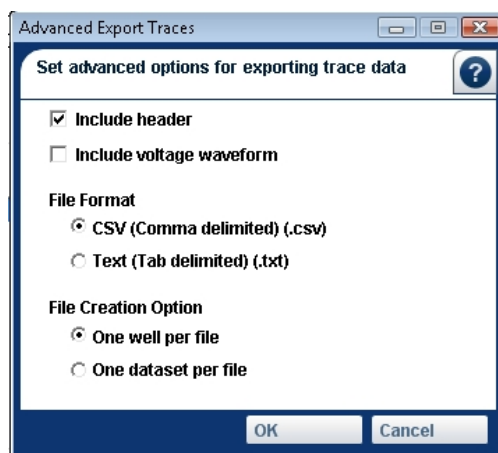 Advanced Export Traces
Set advanced options for exporting trace data
?
Include header
Include voltage waveform
File Format
CSV (Comma delimited) (.csv)
Text (Tab delimited) (.txt)
File Creation Option
One well per file
One dataset per file
OK
Cancel